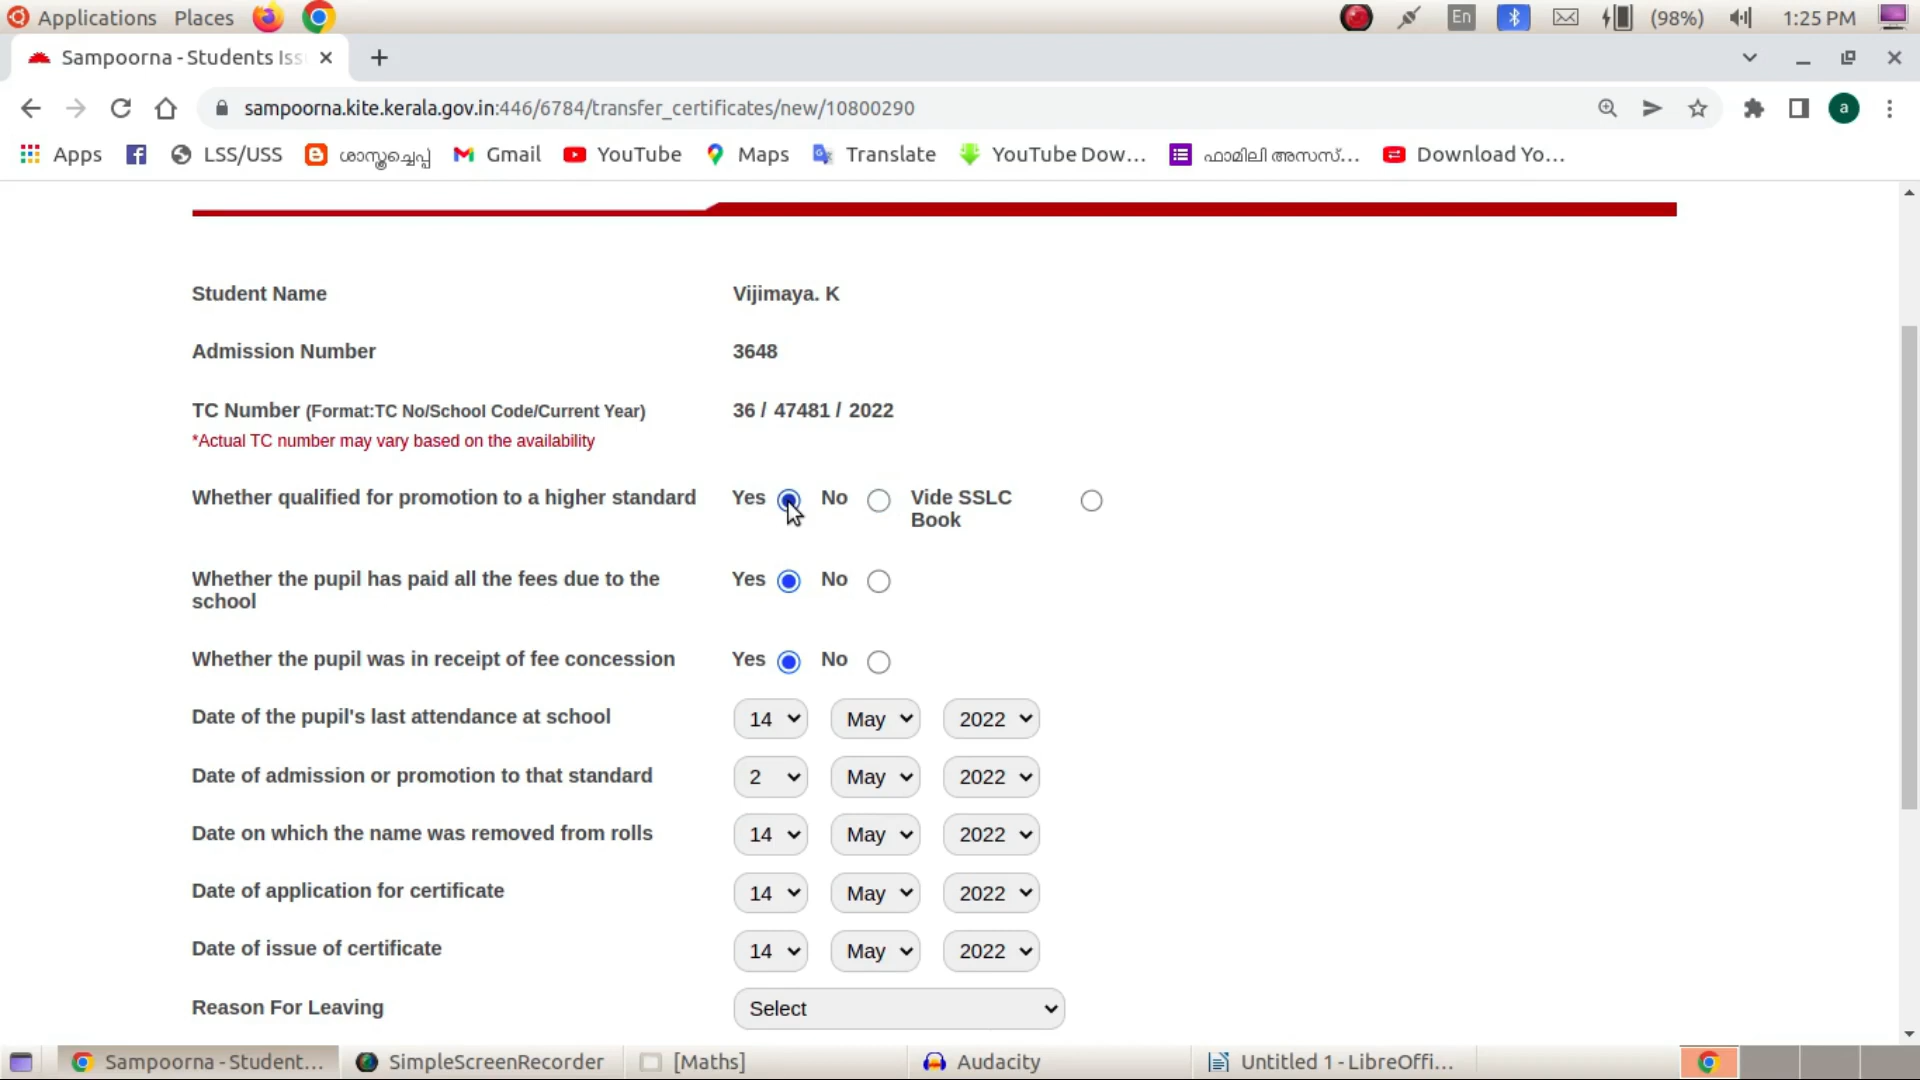 Applications Places En (98%) 1:25 PM
Sampoorna - Students Iss
sampoorna.kite.kerala.gov.in:446/6784/transfer_certificates/new/10800290 a
Apps LSS/USS ശാസ്ത്രച്ചെപ്പ് Gmail YouTube Maps Translate YouTube Dow... ഫാമിലി അസസ്... Download Yo...
Student Name Vijimaya. K
Admission Number 3648
TC Number (Format:TC No/School Code/Current Year) 36 / 47481 / 2022
*Actual TC number may vary based on the availability
Whether qualified for promotion to a higher standard Yes No Vide SSLC
Book
Whether the pupil has paid all the fees due to the Yes No
school
Whether the pupil was in receipt of fee concession Yes No
Date of the pupil's last attendance at school 14 May 2022
Date of admission or promotion to that standard 2 May 2022
Date on which the name was removed from rolls 14 May 2022
Date of application for certificate 14 May 2022
Date of issue of certificate 14 May 2022
Reason For Leaving Select
Sampoorna - Student... SimpleScreenRecorder [Maths] Audacity Untitled 1 - LibreOffi...